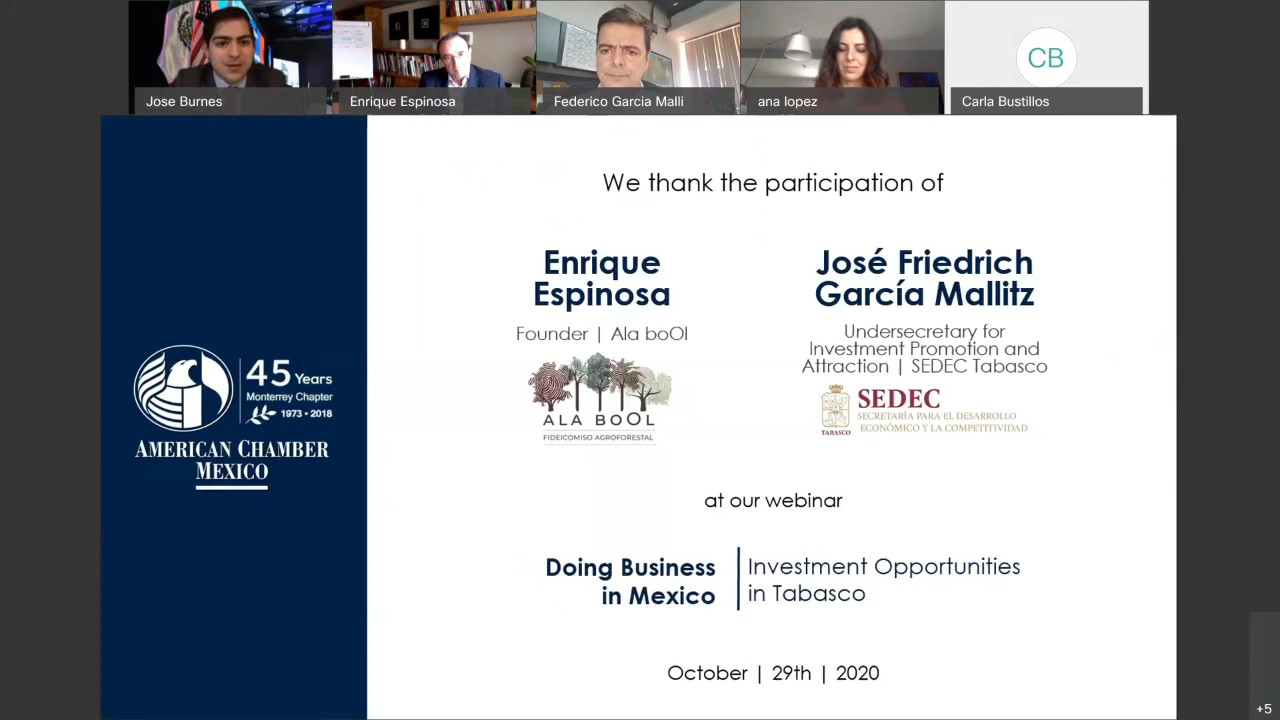 Jose Burnes
Enrique Espinosa
Federico Garcia Malli
ana lopez
CB
Carla Bustillos
We thank the participation of
Enrique
Espinosa
Founder | Ala boOl
ALA BOOL
FIDEICOMISO AGROFORESTAL
José Friedrich
García Mallitz
Undersecretary for
Investment Promotion and
Attraction | SEDEC Tabasco
TABASCO
SEDEC
SECRETARÍA PARA EL DESARROLLO
ECONÓMICO Y LA COMPETITIVIDAD
45 Years
Monterrey Chapter
1973 • 2018
AMERICAN CHAMBER
MEXICO
at our webinar
Doing Business
in Mexico
Investment Opportunities
in Tabasco
October | 29th | 2020
+5